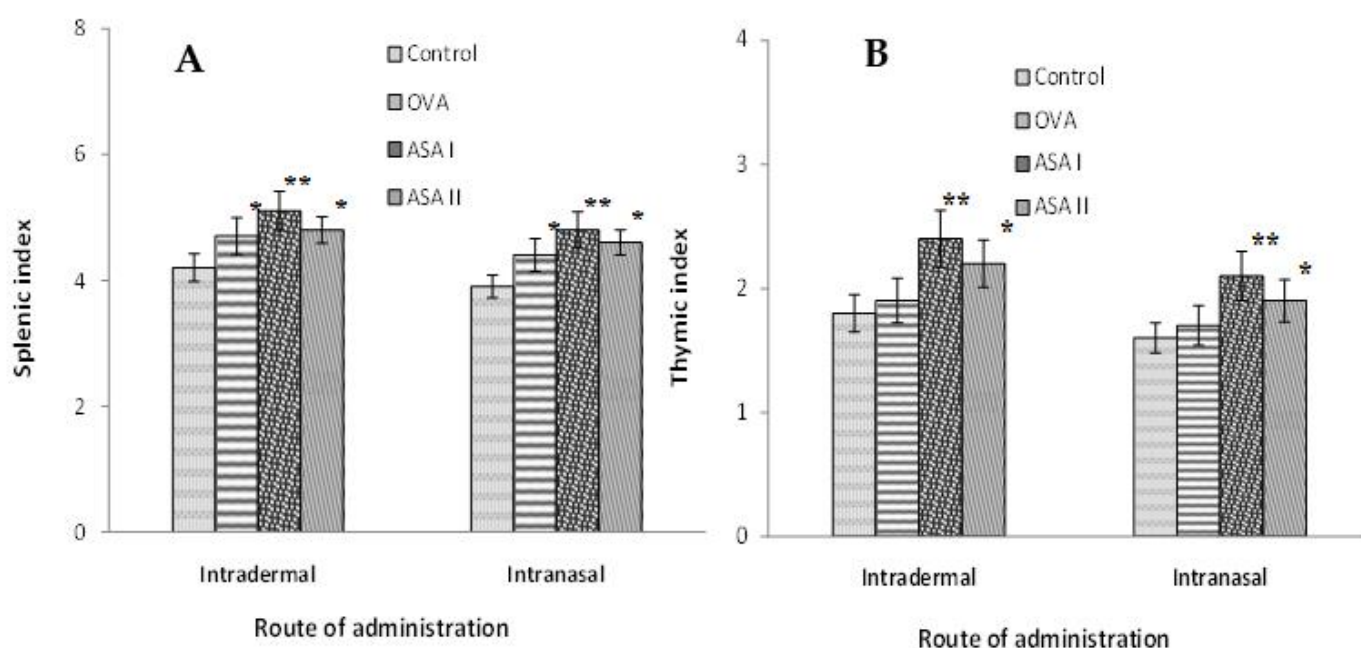 A
8
6
4
2
0
Splenic index
Control
OVA
ASA I
ASA II
*
**
*
*
**
*
Intradermal
Intranasal
Route of administration
B
4
3
2
1
0
Thymic index
Control
OVA
ASA I
ASA II
**
*
**
*
Intradermal
Intranasal
Route of administration